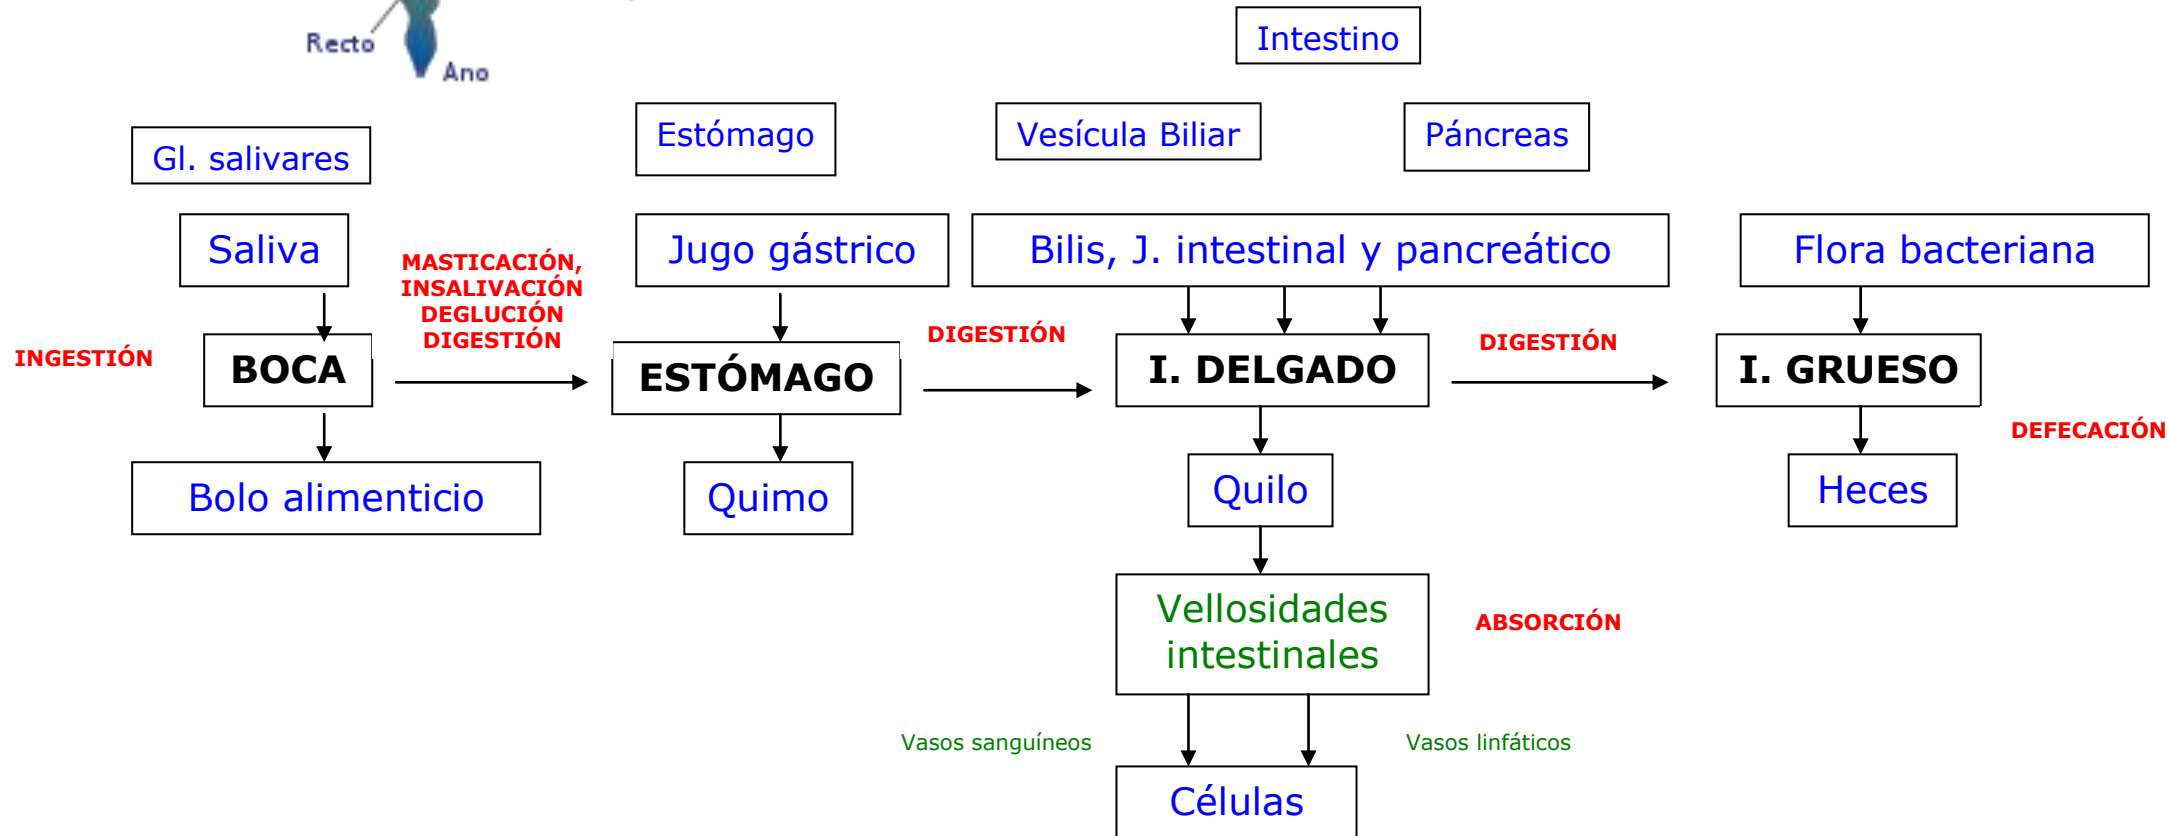 Recto
Ano
Intestino
Gl. salivares
Estómago
Vesícula Biliar
Páncreas
Saliva
Jugo gástrico
Bilis, J. intestinal y pancreático
Flora bacteriana
MASTICACIÓN,
INSALIVACIÓN
DEGLUCIÓN
DIGESTIÓN
INGESTIÓN
BOCA
ESTÓMAGO
DIGESTIÓN
I. DELGADO
DIGESTIÓN
I. GRUESO
DEFECACIÓN
Bolo alimenticio
Quimo
Quilo
Heces
Vellosidades
intestinales
ABSORCIÓN
Vasos sanguíneos
Vasos linfáticos
Células